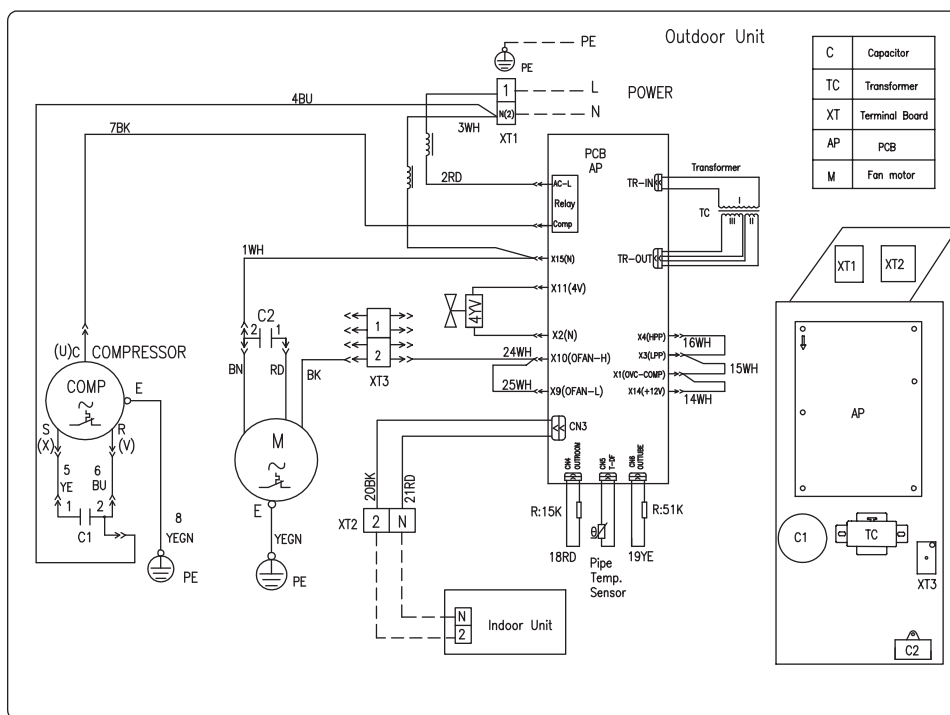 Outdoor Unit
PE
PE
1
L
POWER
N(2)
N
XT1
4BU
3WH
7BK
2RD
C Capacitor
TC Transformer
XT Terminal Board
AP PCB
M Fan motor
PCB
AP
AC-L
Relay
Comp
TR-IN
Transformer
I
III
II
TC
TR-OUT
1WH
X15(N)
X11(4V)
4YV
X2(N)
X10(OFAN-H)
X9(OFAN-L)
X4(HPP)
X3(LPP)
X1(OVC-COMP)
X14(+12V)
16WH
15WH
14WH
24WH
25WH
C2
2
1
1
2
XT3
BN
RD
BK
(U)C COMPRESSOR
COMP
E
S
(X)
R
(V)
5
YE
6
BU
1
2
C1
8
YEGN
PE
M
E
YEGN
PE
CN3
20BK
21RD
XT2
2
N
CN4
OUTROOM
CN5
T-DF
CN6
OUTUBE
R:15K
θ
R:51K
18RD
Pipe
Temp.
Sensor
19YE
N
2
Indoor Unit
XT1
XT2
AP
C1
TC
XT3
C2